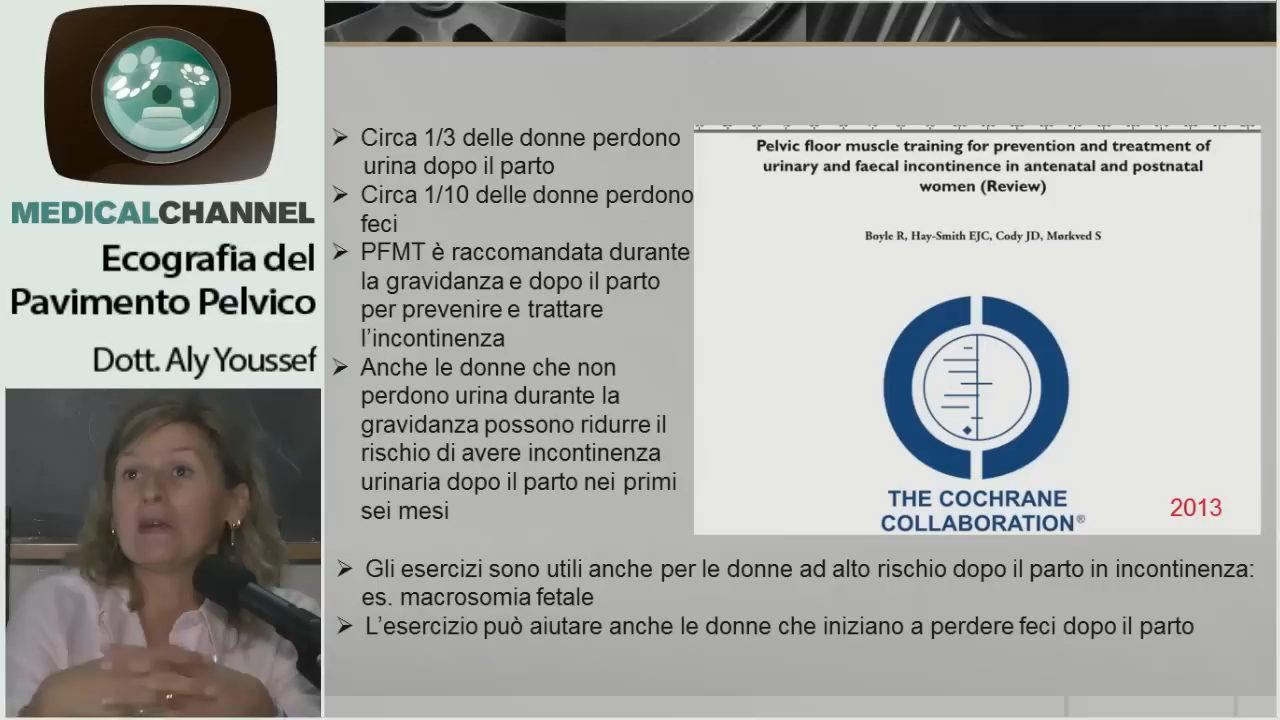 MEDICALCHANNEL
Ecografia del
Pavimento Pelvico
Dott. Aly Youssef
➢ Circa 1/3 delle donne perdono
urina dopo il parto
➢ Circa 1/10 delle donne perdono
feci
➢ PFMT è raccomandata durante
la gravidanza e dopo il parto
per prevenire e trattare
l'incontinenza
➢ Anche le donne che non
perdono urina durante la
gravidanza possono ridurre il
rischio di avere incontinenza
urinaria dopo il parto nei primi
sei mesi
Pelvic floor muscle training for prevention and treatment of
urinary and faecal incontinence in antenatal and postnatal
women (Review)
Boyle R, Hay-Smith EJC, Cody JD, Mørkved S
THE COCHRANE
COLLABORATION®
2013
➢ Gli esercizi sono utili anche per le donne ad alto rischio dopo il parto in incontinenza:
es. macrosomia fetale
➢ L'esercizio può aiutare anche le donne che iniziano a perdere feci dopo il parto